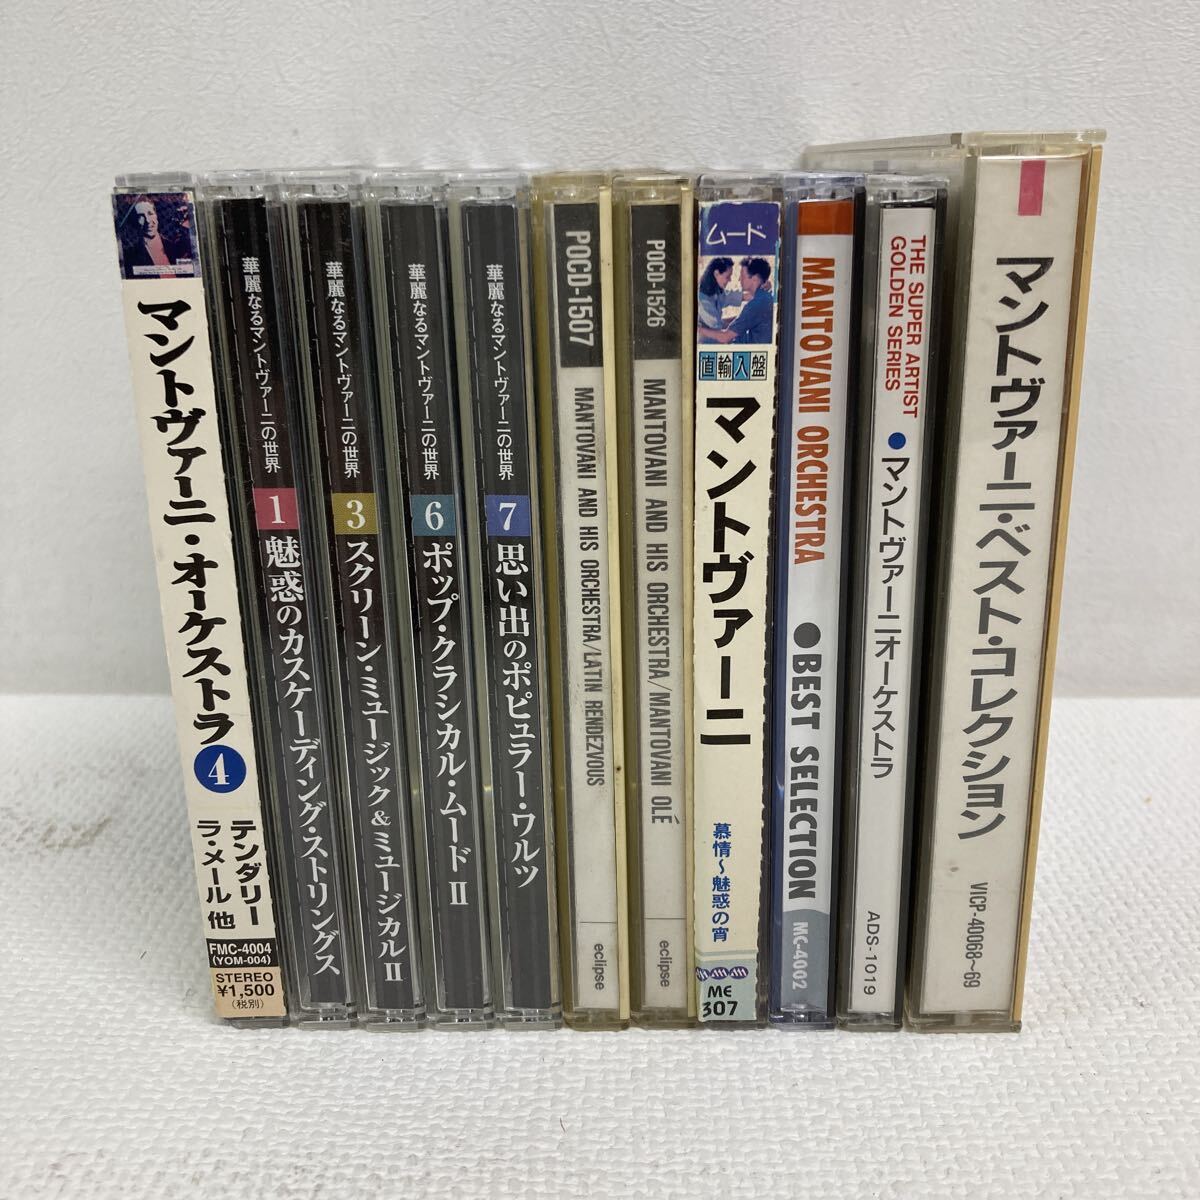 マントヴァーニ・オーケストラ
4
テンダリー
ラ・メール 他
FMC-4004
(YOM-004)
STEREO
¥1,500
(税別)
華麗なるマントヴァーニの世界
1
魅惑のカスケーディング・ストリングス
華麗なるマントヴァーニの世界
3
スクリーン・ミュージック&ミュージカルII
華麗なるマントヴァーニの世界
6
ポップ・クラシカル・ムードII
華麗なるマントヴァーニの世界
7
思い出のポピュラー・ワルツ
POCD-1507
MANTOVANI AND HIS ORCHESTRA/LATIN RENDEZVOUS
eclipse
POCD-1526
MANTOVANI AND HIS ORCHESTRA/MANTOVANI OLÉ
eclipse
ムード
直輸入盤
マントヴァーニ
慕情~魅惑の宵
ME
307
MANTOVANI ORCHESTRA
●BEST SELECTION
MC-4002
THE SUPER ARTIST
GOLDEN SERIES
●マントヴァーニオーケストラ
ADS-1019
マントヴァーニ・ベスト・コレクション
VICP-40068~69